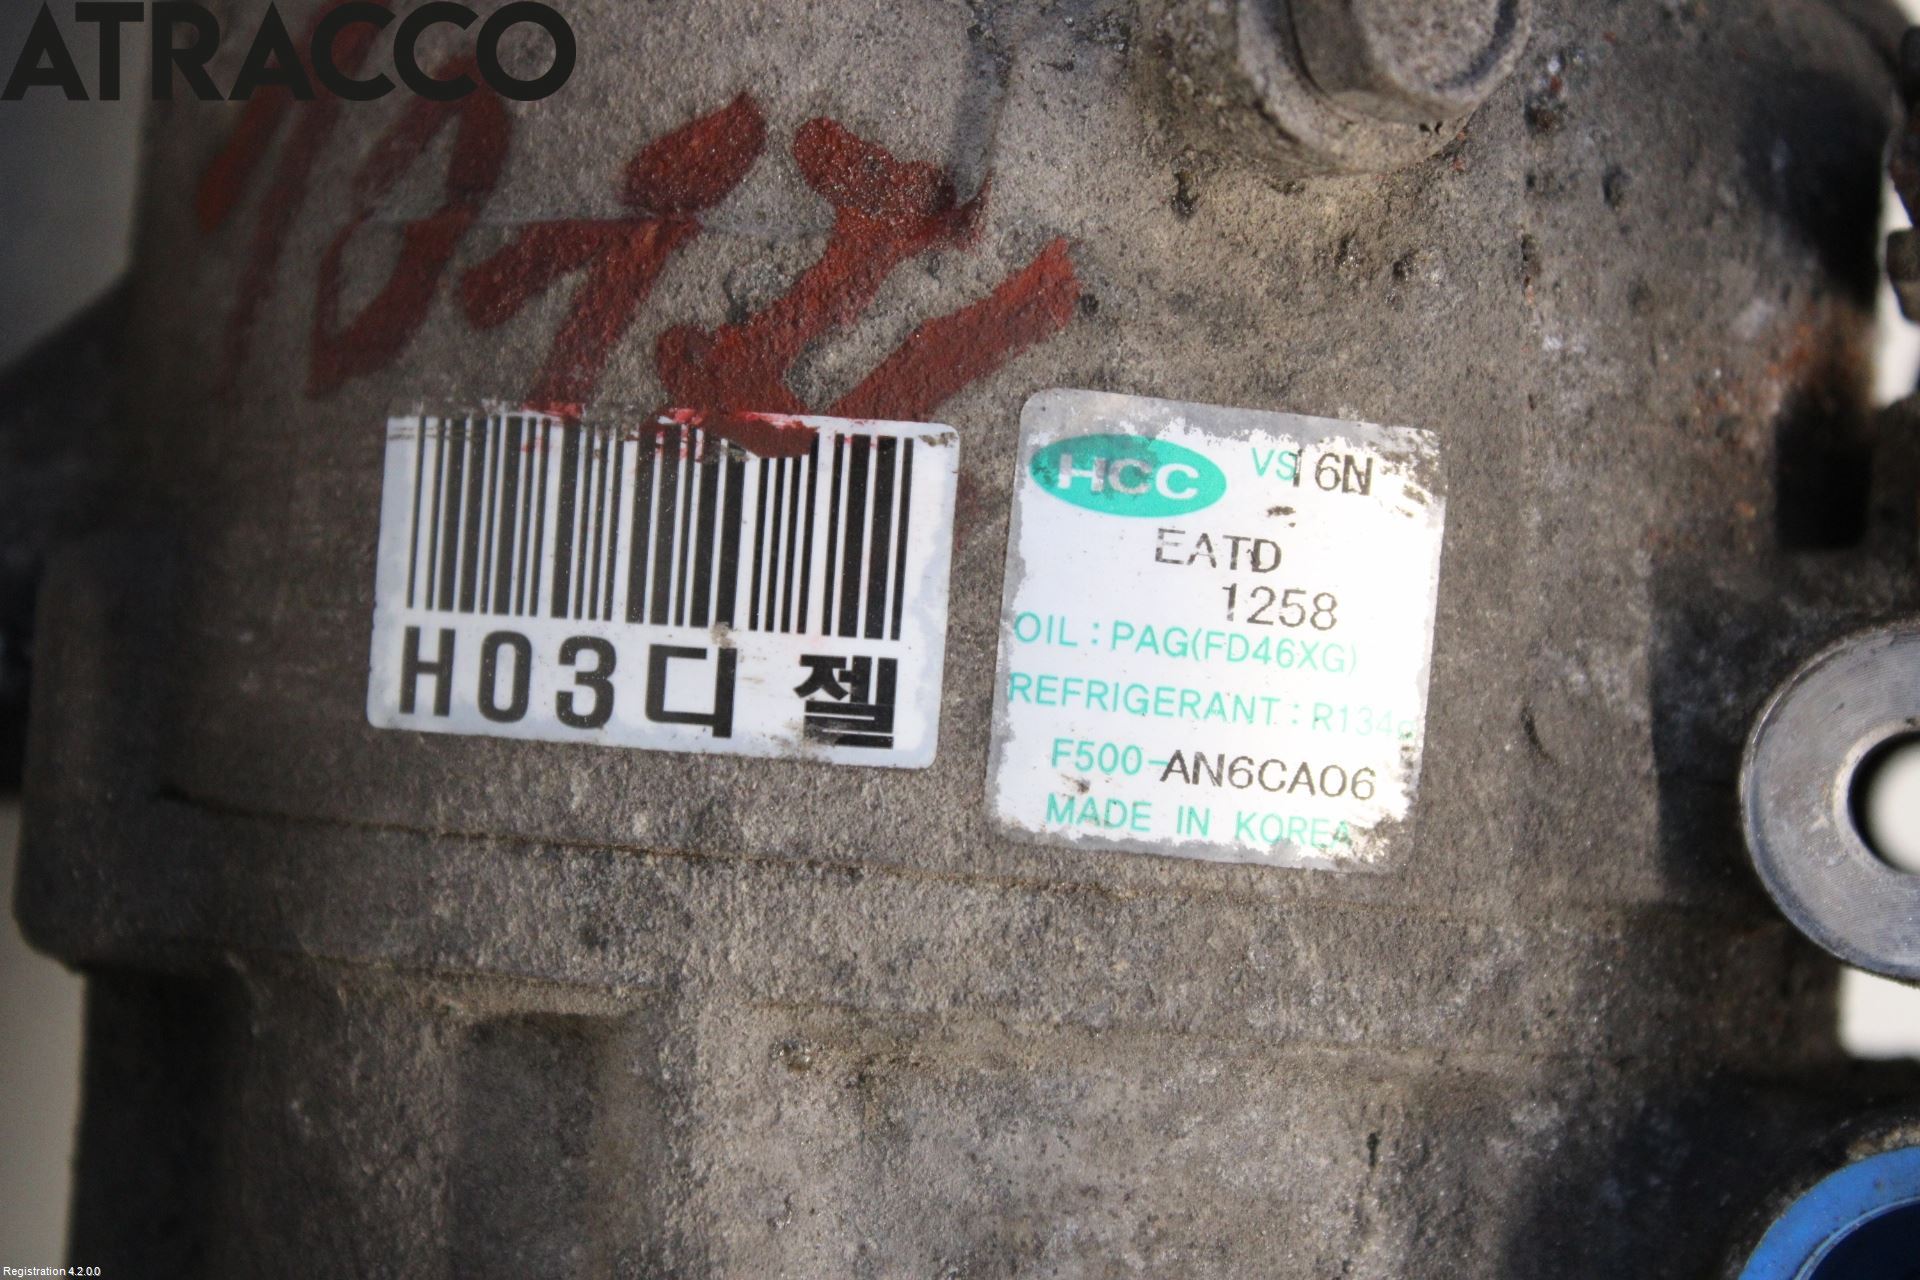 ATRACCO
H03디젤
HCC VS16N
EATD
1258
OIL : PAG(FD46XG)
REFRIGERANT : R134a
F500-AN6CA06
MADE IN KOREA
Registration 4.2.0.0